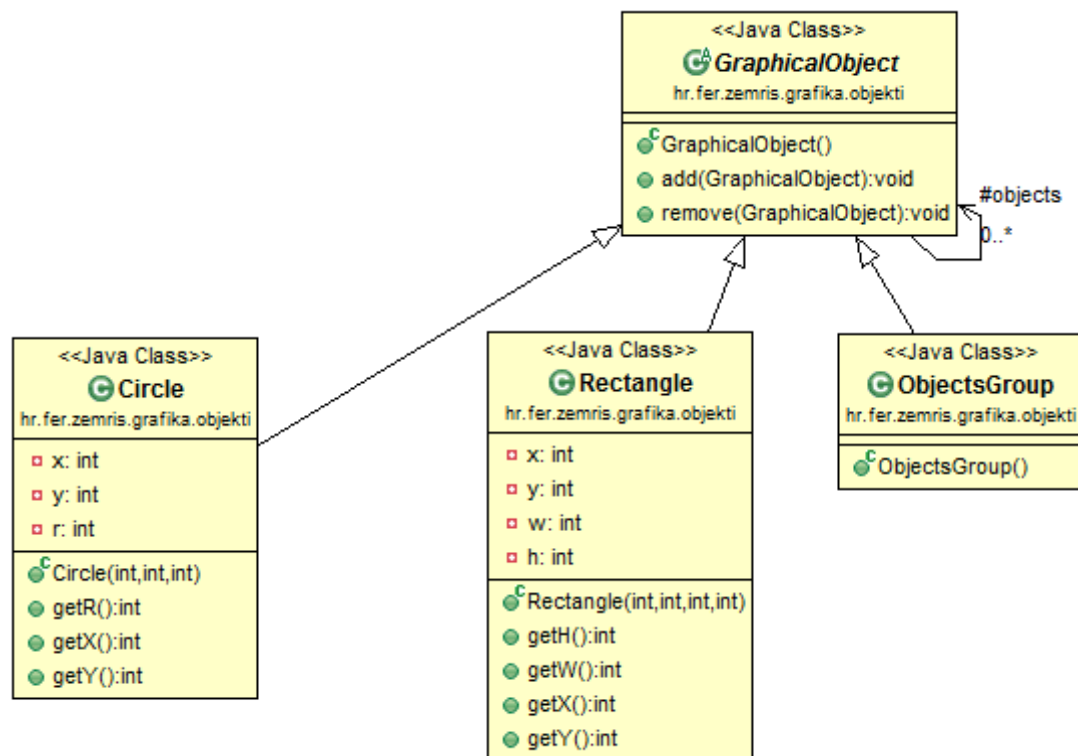 <<Java Class>>
GraphicalObject
hr.fer.zemris.grafika.objekti
GraphicalObject()
add(GraphicalObject):void
remove(GraphicalObject):void
#objects
0..*
<<Java Class>>
Circle
hr.fer.zemris.grafika.objekti
x: int
y: int
r: int
Circle(int,int,int)
getR():int
getX():int
getY():int
<<Java Class>>
Rectangle
hr.fer.zemris.grafika.objekti
x: int
y: int
w: int
h: int
Rectangle(int,int,int,int)
getH():int
getW():int
getX():int
getY():int
<<Java Class>>
ObjectsGroup
hr.fer.zemris.grafika.objekti
ObjectsGroup()